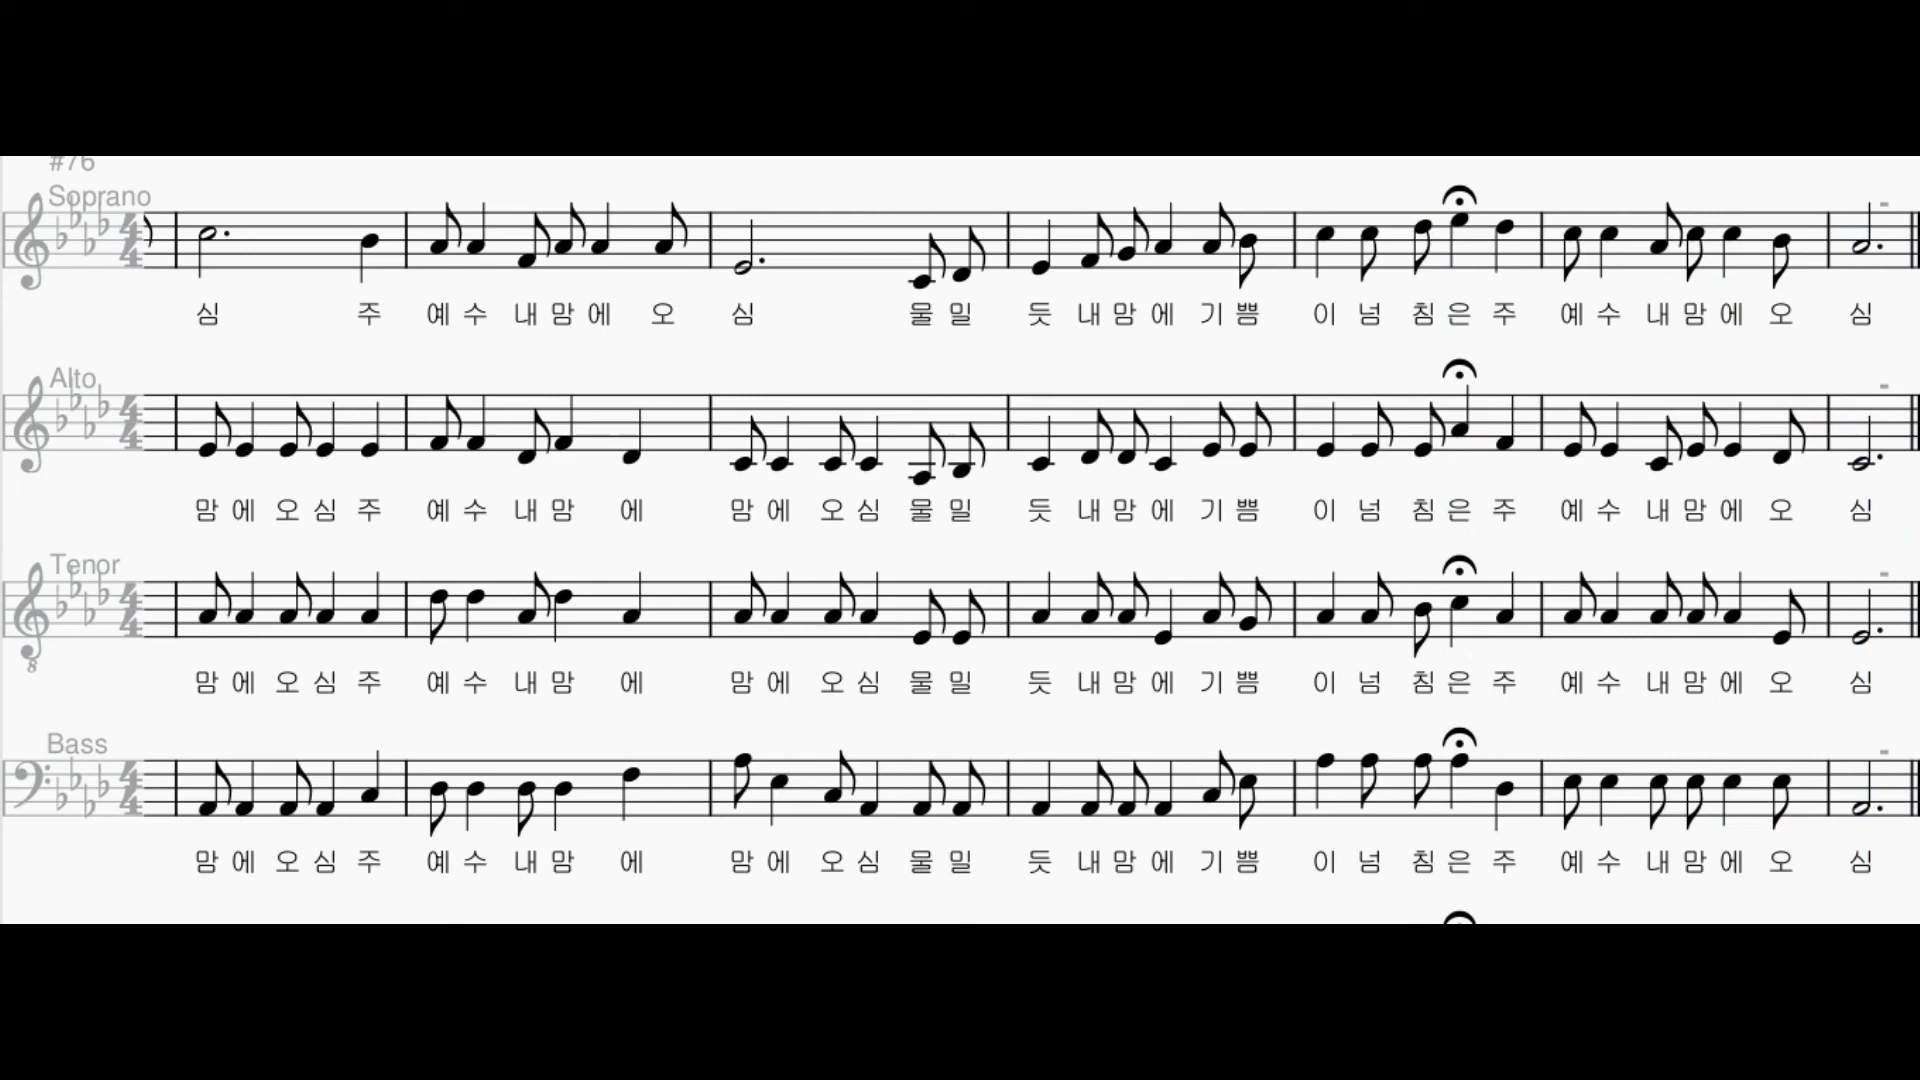 #76
Soprano
심 주 예 수 내 맘 에 오 심 물 밀 듯 내 맘 에 기 쁨 이 넘 침 은 주 예 수 내 맘 에 오 심
Alto
맘 에 오 심 주 예 수 내 맘 에 맘 에 오 심 물 밀 듯 내 맘 에 기 쁨 이 넘 침 은 주 예 수 내 맘 에 오 심
Tenor
8
맘 에 오 심 주 예 수 내 맘 에 맘 에 오 심 물 밀 듯 내 맘 에 기 쁨 이 넘 침 은 주 예 수 내 맘 에 오 심
Bass
맘 에 오 심 주 예 수 내 맘 에 맘 에 오 심 물 밀 듯 내 맘 에 기 쁨 이 넘 침 은 주 예 수 내 맘 에 오 심